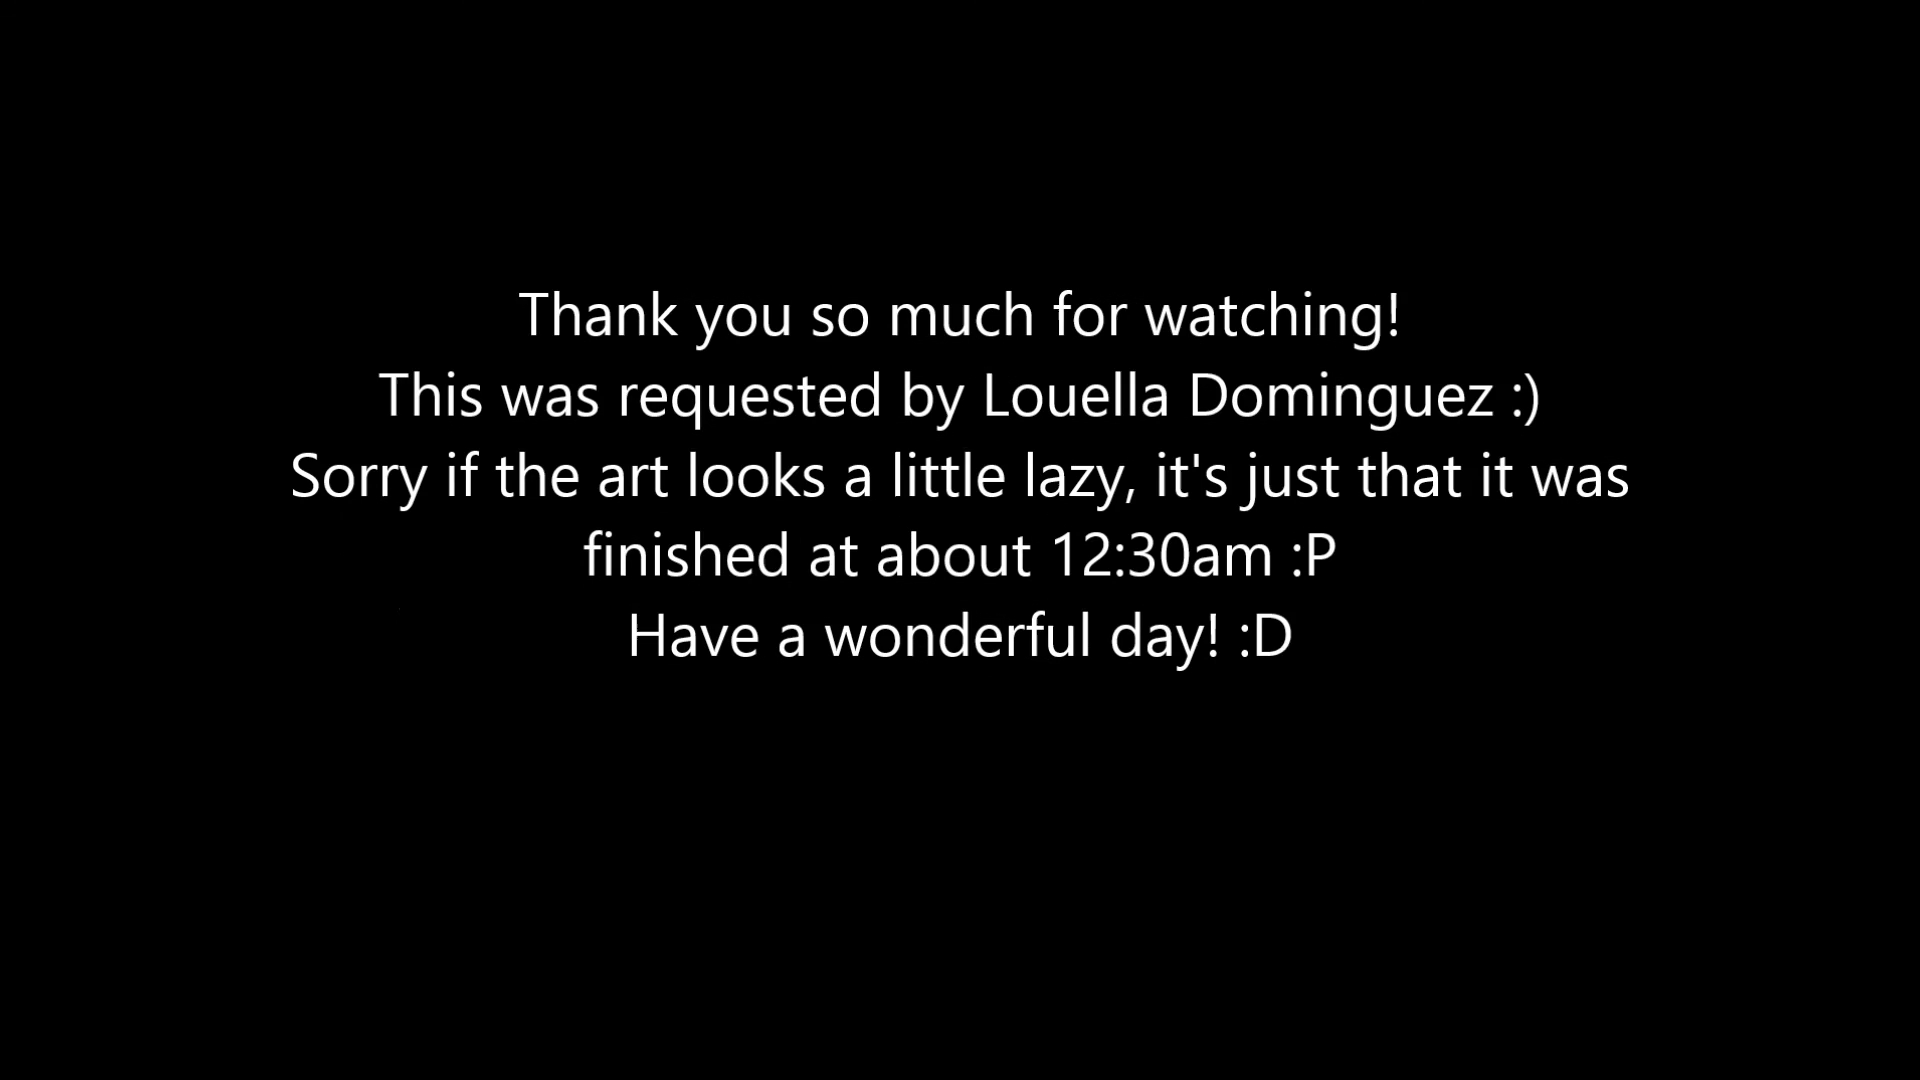 Thank you so much for watching!
This was requested by Louella Dominguez :)
Sorry if the art looks a little lazy, it's just that it was
finished at about 12:30am :P
Have a wonderful day! :D